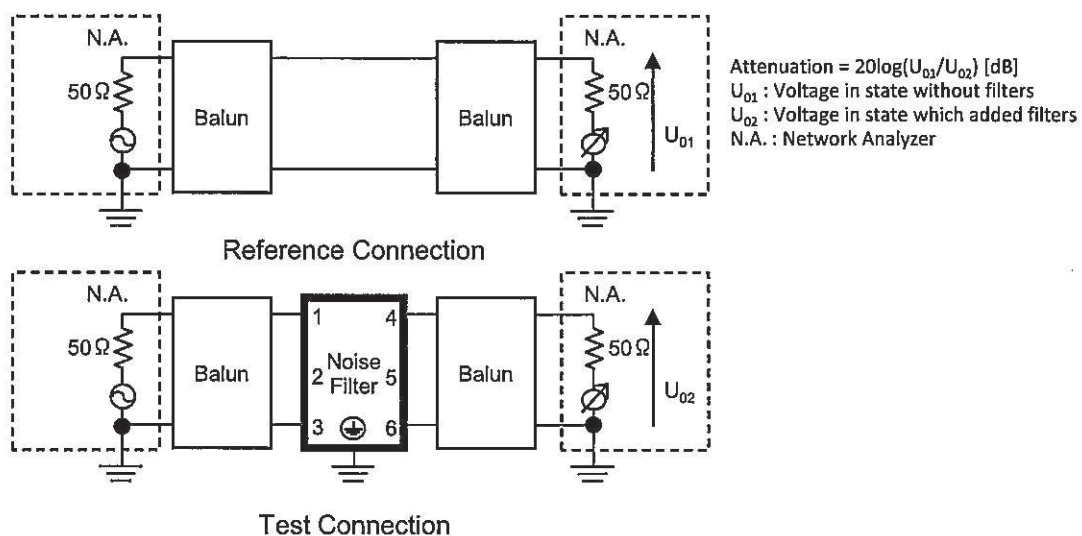 N.A.
N.A.
50Ω
Balun
Balun
50Ω
U01
Attenuation = 20log(U01/U02) [dB]
U01 : Voltage in state without filters
U02 : Voltage in state which added filters
N.A. : Network Analyzer
Reference Connection
N.A.
N.A.
1 4
50Ω
Balun
2 Noise 5
Filter
Balun
50Ω
U02
3 6
Test Connection